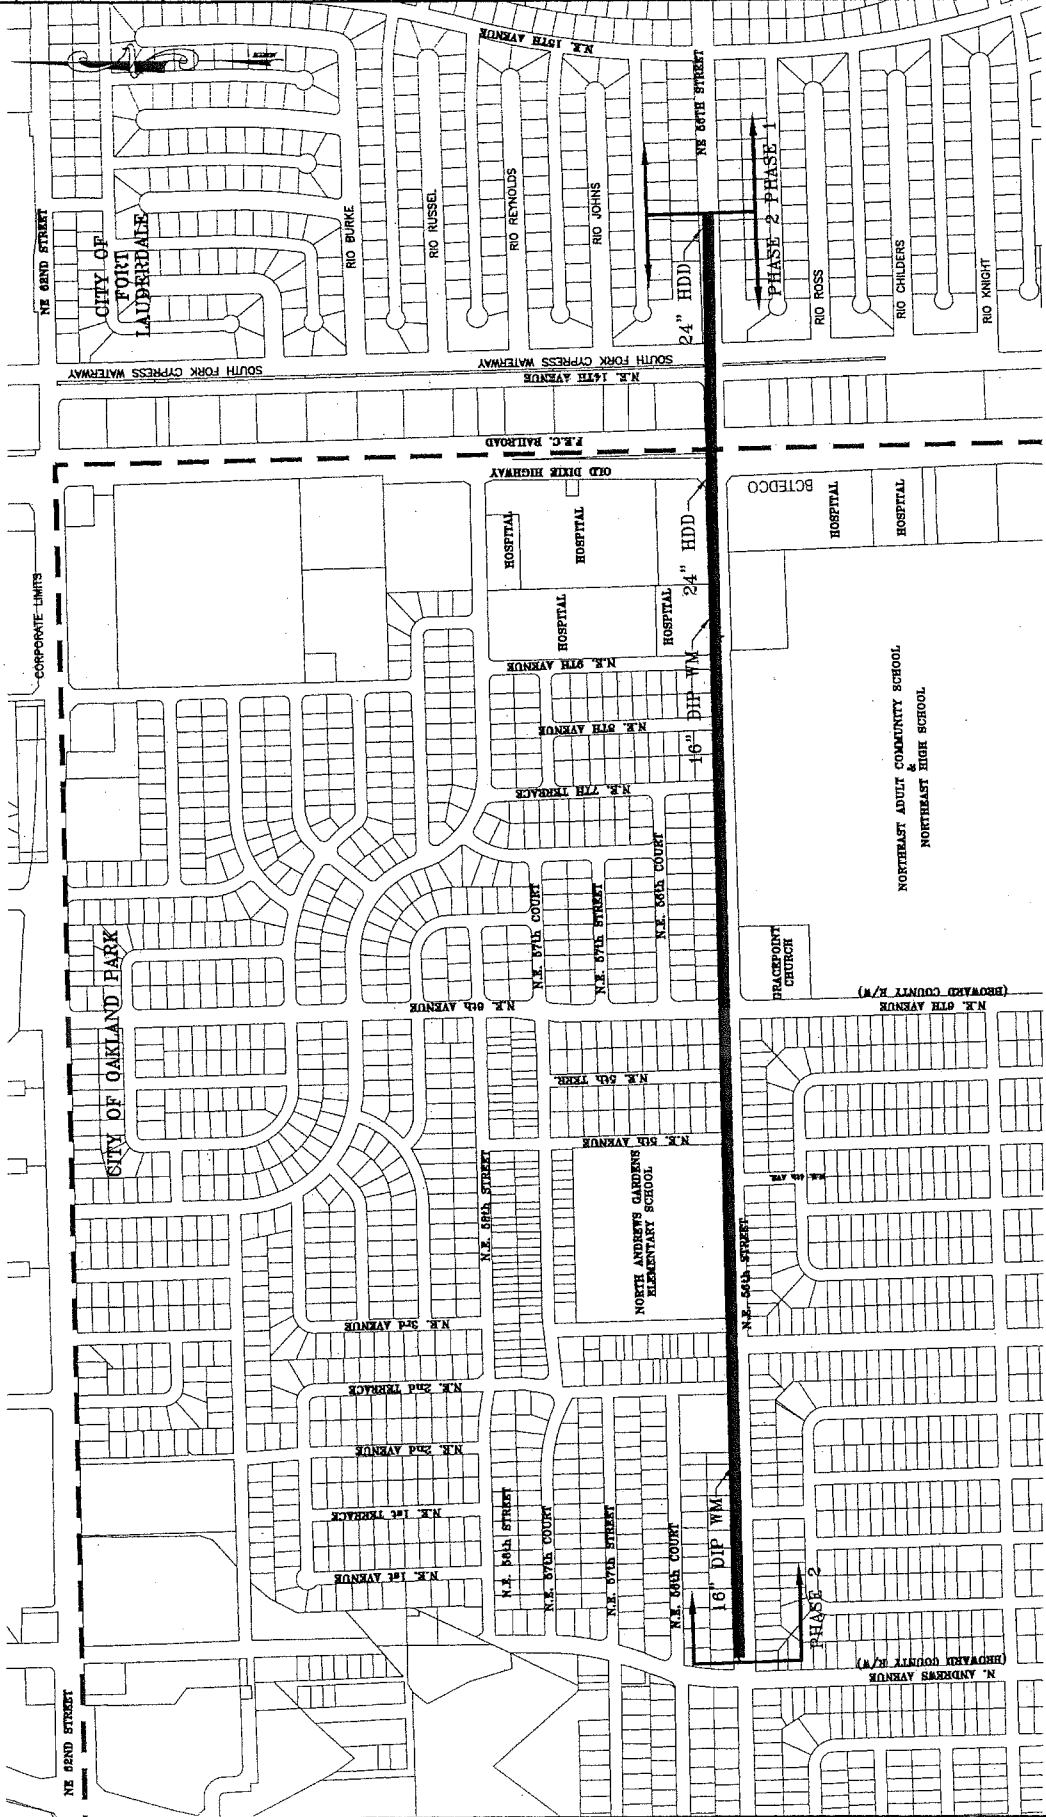 N.E. 15TH AVENUE
NE 56TH STREET
NE 62ND STREET
CITY OF
FORT
LAUDERDALE
RIO BURKE
RIO RUSSEL
RIO REYNOLDS
RIO JOHNS
24" HDD
PHASE 2
PHASE 1
RIO ROSS
RIO CHILDERS
RIO KNIGHT
SOUTH FORK CYPRESS WATERWAY
SOUTH FORK CYPRESS WATERWAY
N.E. 14TH AVENUE
F.E.C. RAILROAD
OLD DIXIE HIGHWAY
CORPORATE LIMITS
HOSPITAL
HOSPITAL
HOSPITAL
HOSPITAL
24" HDD
BCTEDCO
HOSPITAL
HOSPITAL
16" DIP WM
N.E. 9TH AVENUE
N.E. 8TH AVENUE
N.E. 7TH TERRACE
NORTHEAST ADULT COMMUNITY SCHOOL
&
NORTHEAST HIGH SCHOOL
N.E. 57th COURT
N.E. 57th STREET
N.E. 56th COURT
GRACEPOINT
CHURCH
CITY OF OAKLAND PARK
N.E. 6th AVENUE
N.E. 6TH AVENUE
(BROWARD COUNTY R/W)
N.E. 5th TERR.
N.E. 5th AVENUE
N.E. 58th STREET
NORTH ANDREWS GARDENS
ELEMENTARY SCHOOL
N.E. 4th AVE
N.E. 56th STREET
N.E. 3rd AVENUE
N.E. 2nd TERRACE
N.E. 2nd AVENUE
N.E. 1st TERRACE
N.E. 1st AVENUE
N.E. 58th STREET
N.E. 57th COURT
N.E. 57th STREET
N.E. 56th COURT
16" DIP WM
PHASE 2
N. ANDREWS AVENUE
(BROWARD COUNTY R/W)
NE 62ND STREET